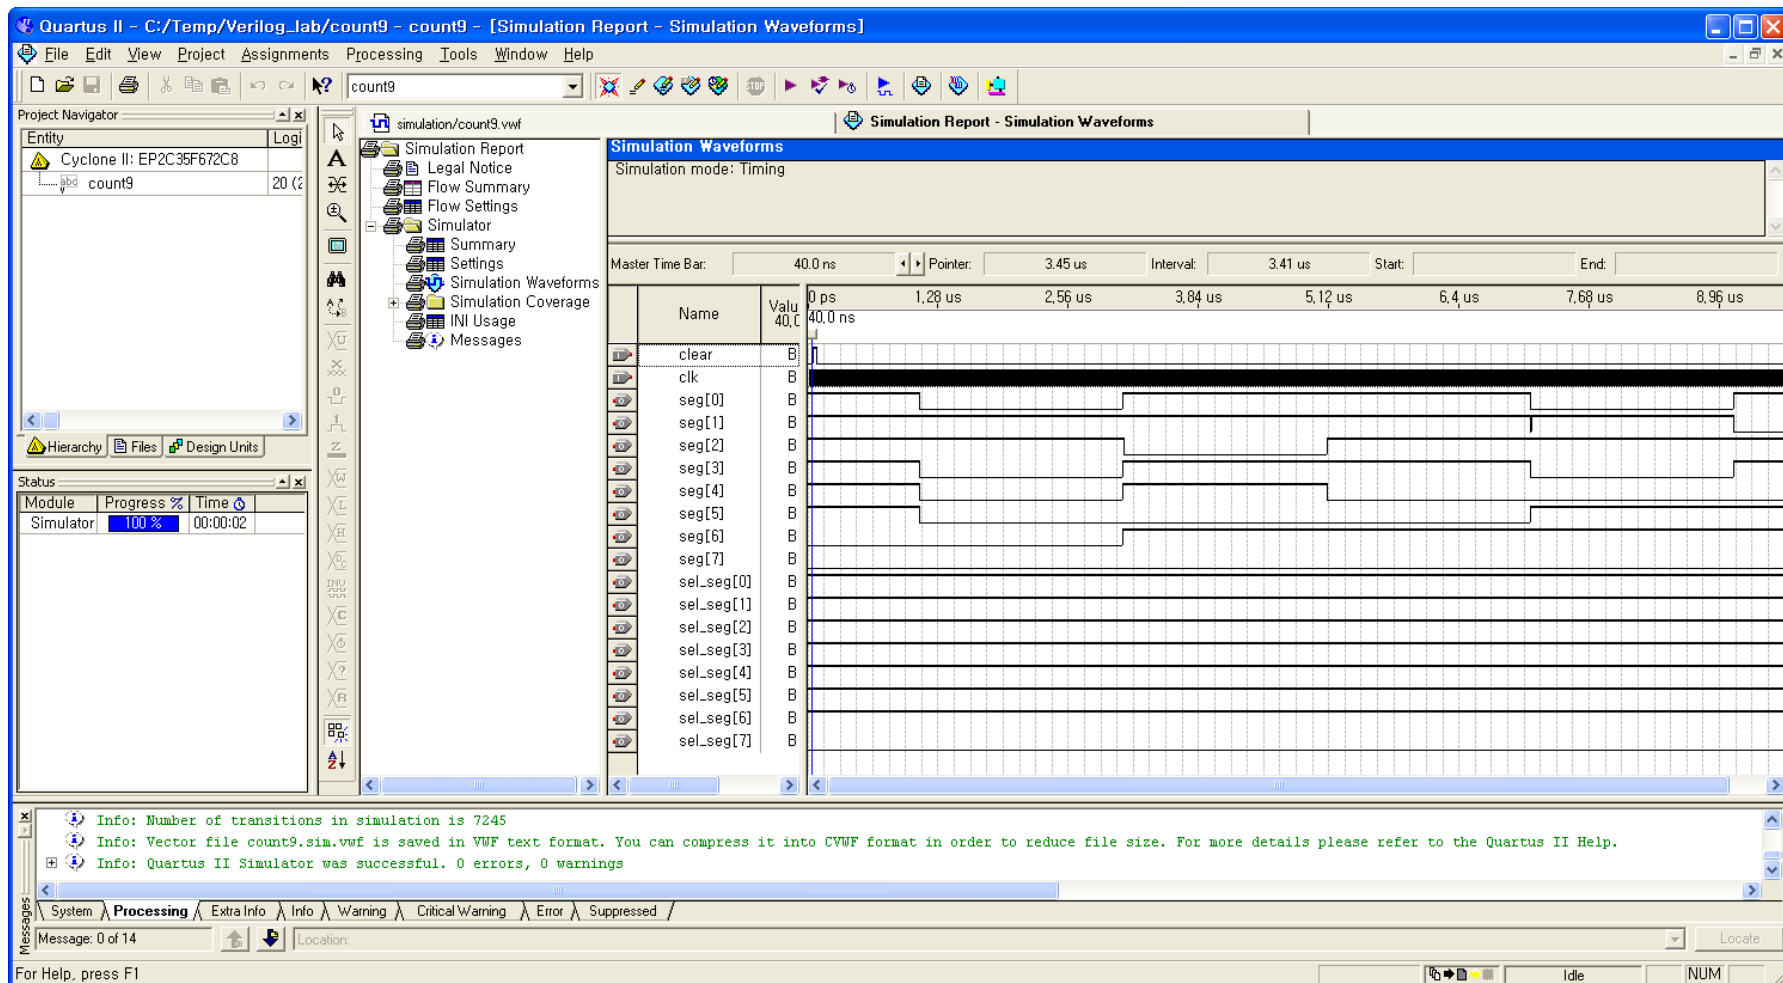 Quartus II - C:/Temp/Verilog_lab/count9 - count9 - [Simulation Report - Simulation Waveforms]
File Edit View Project Assignments Processing Tools Window Help
count9
Project Navigator
Entity Logi
Cyclone II: EP2C35F672C8
count9 20 (2
Hierarchy Files Design Units
Status
Module Progress % Time
Simulator 100 % 00:00:02
simulation/count9.vwf
Simulation Report - Simulation Waveforms
Simulation Report
Legal Notice
Flow Summary
Flow Settings
Simulator
Summary
Settings
Simulation Waveforms
Simulation Coverage
INI Usage
Messages
Simulation Waveforms
Simulation mode: Timing
Master Time Bar: 40.0 ns Pointer: 3.45 us Interval: 3.41 us Start: End:
Name Valu 40,0
0 ps 1,28 us 2,56 us 3,84 us 5,12 us 6,4 us 7,68 us 8,96 us
40,0 ns
clear B
clk B
seg[0] B
seg[1] B
seg[2] B
seg[3] B
seg[4] B
seg[5] B
seg[6] B
seg[7] B
sel_seg[0] B
sel_seg[1] B
sel_seg[2] B
sel_seg[3] B
sel_seg[4] B
sel_seg[5] B
sel_seg[6] B
sel_seg[7] B
Info: Number of transitions in simulation is 7245
Info: Vector file count9.sim.vwf is saved in VWF text format. You can compress it into CVWF format in order to reduce file size. For more details please refer to the Quartus II Help.
Info: Quartus II Simulator was successful. 0 errors, 0 warnings
System Processing Extra Info Info Warning Critical Warning Error Suppressed
Messages
Message: 0 of 14 Location: Locate
For Help, press F1 Idle NUM